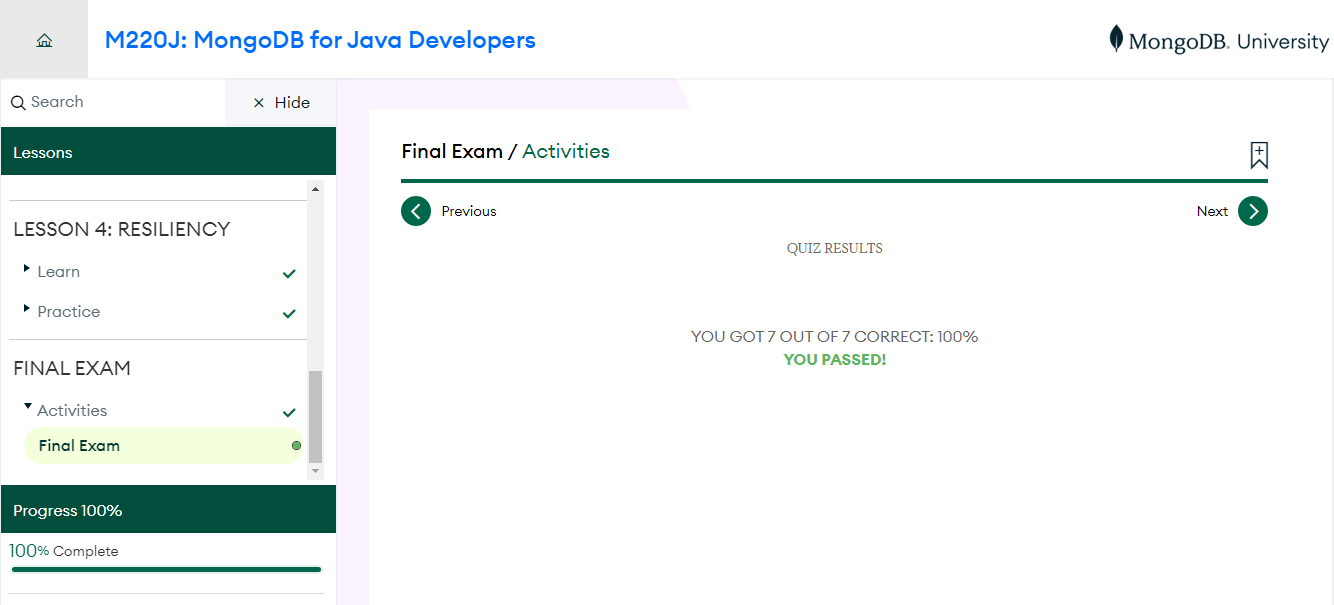 M220J: MongoDB for Java Developers
MongoDB. University
Search
Hide
Lessons
LESSON 4: RESILIENCY
Learn
Practice
FINAL EXAM
Activities
Final Exam
Progress 100%
100% Complete
Final Exam / Activities
Previous
Next
QUIZ RESULTS
YOU GOT 7 OUT OF 7 CORRECT: 100%
YOU PASSED!